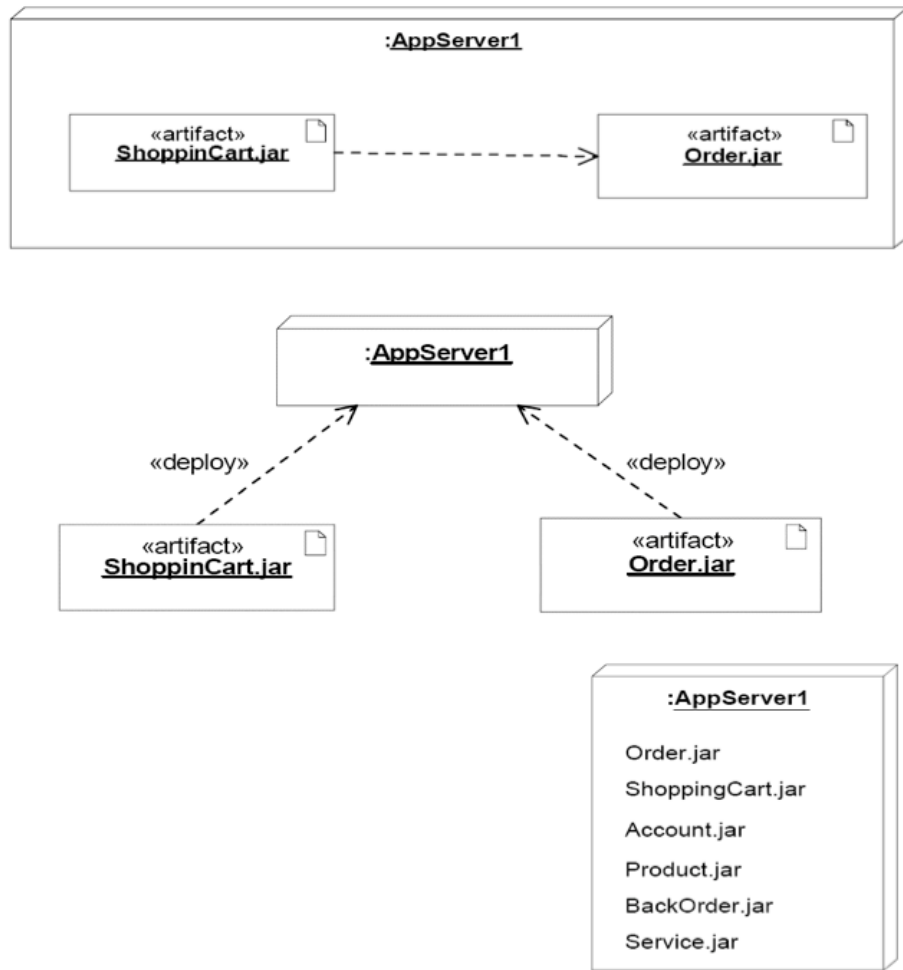 :AppServer1
«artifact»
ShoppinCart.jar
«artifact»
Order.jar
:AppServer1
«deploy»
«deploy»
«artifact»
ShoppinCart.jar
«artifact»
Order.jar
:AppServer1
Order.jar
ShoppingCart.jar
Account.jar
Product.jar
BackOrder.jar
Service.jar